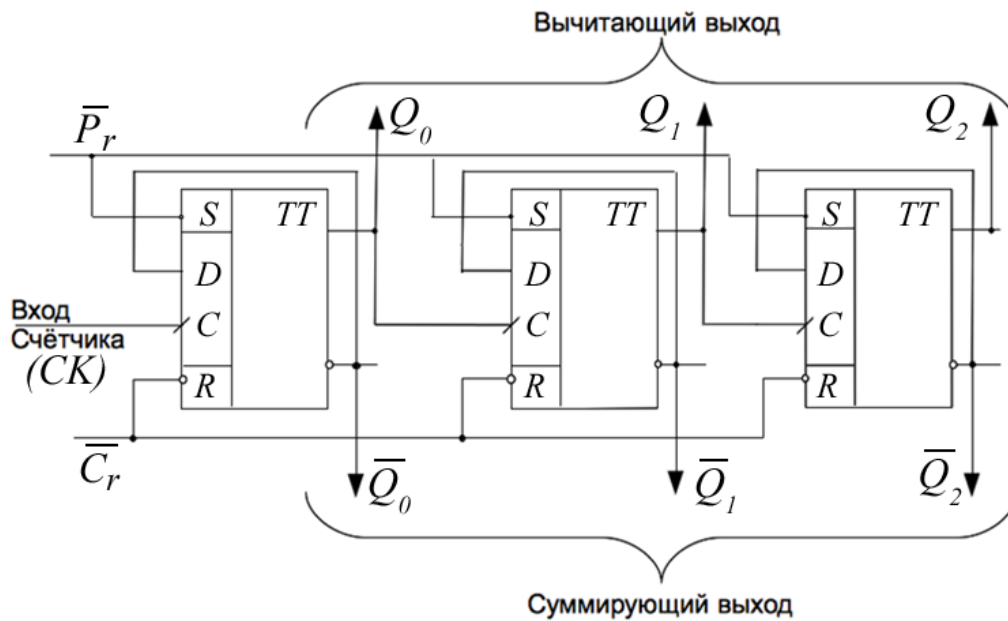 Вычитающий выход
P̅r Q0 Q1 Q2
S TT S TT S TT
D D D
Вход
Счётчика
C C C
(CK)
R R R
C̅r Q̅0 Q̅1 Q̅2
Суммирующий выход